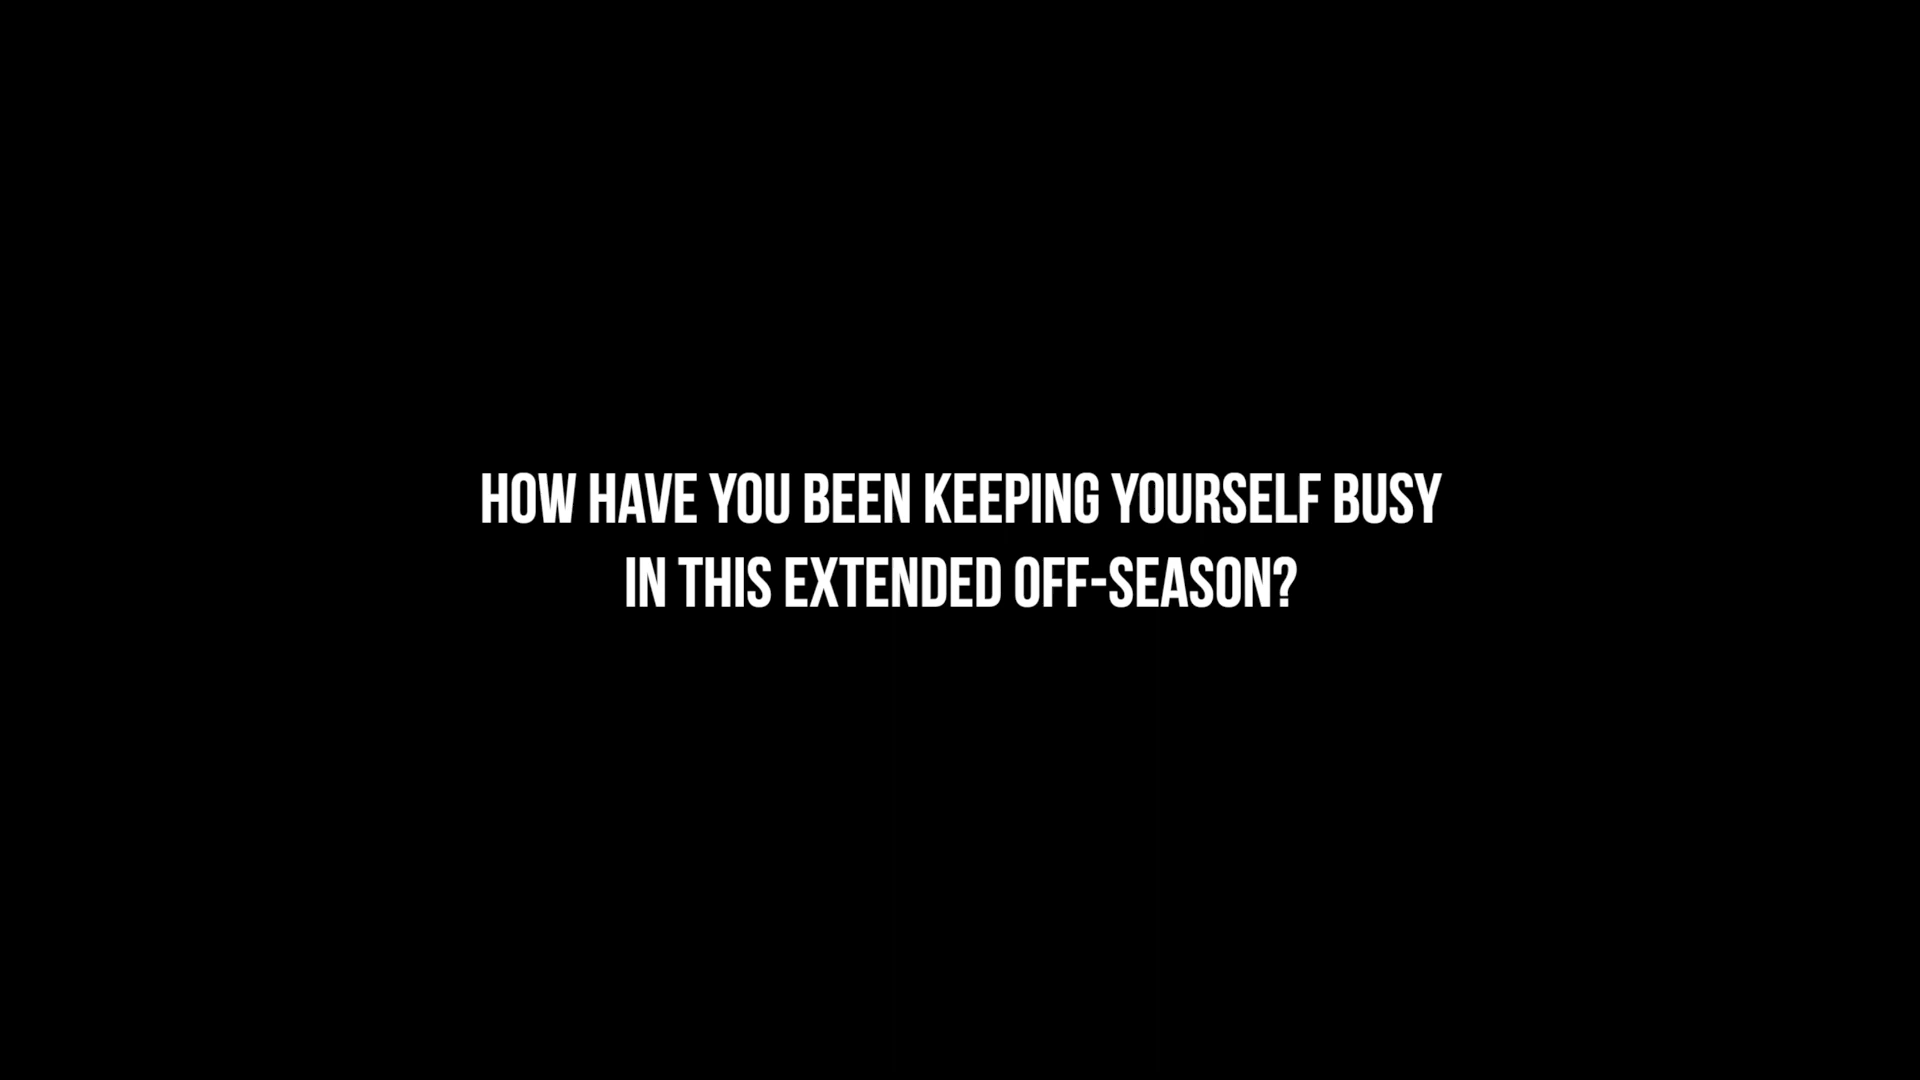 HOW HAVE YOU BEEN KEEPING YOURSELF BUSY
IN THIS EXTENDED OFF-SEASON?